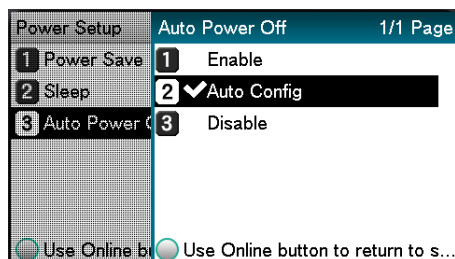 Power Setup
1 Power Save
2 Sleep
3 Auto Power
Use Online
Auto Power Off 1/1 Page
1 Enable
2 Auto Config
3 Disable
Use Online button to return to s...